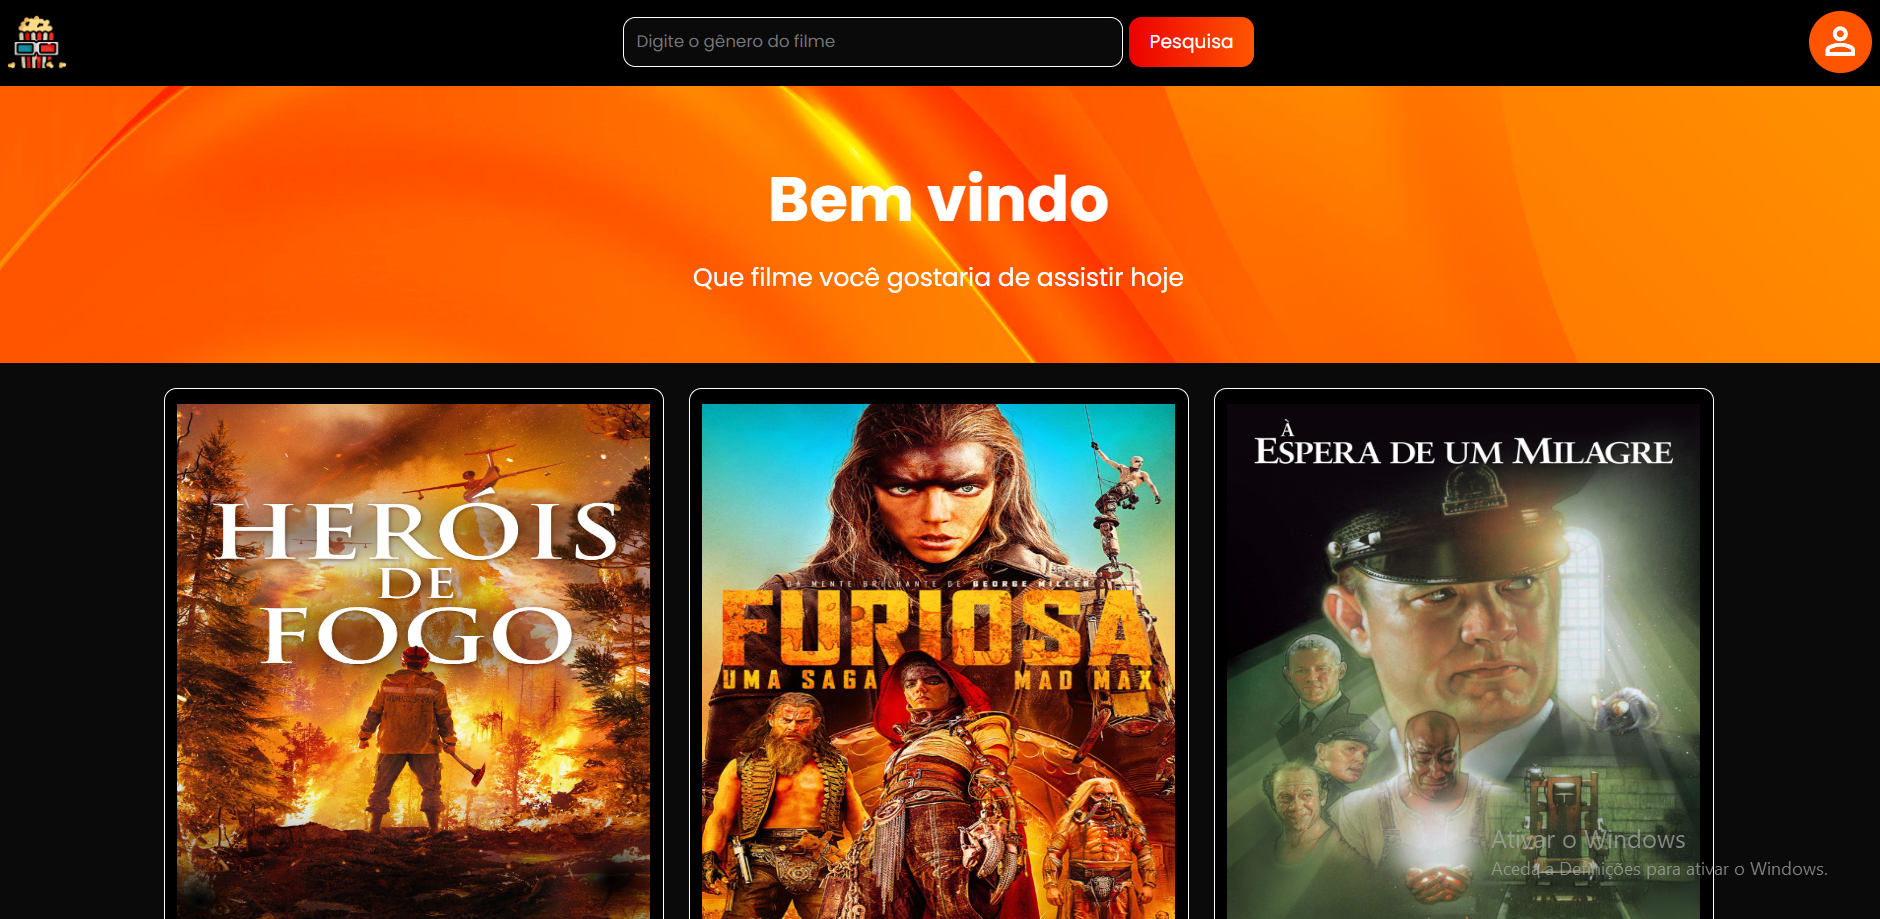 Digite o gênero do filme
Pesquisa
Bem vindo
Que filme você gostaria de assistir hoje
HERÓIS
DE
FOGO
DA MENTE BRILHANTE DE GEORGE MILLER
FURIOSA
UMA SAGA MAD MAX
À
ESPERA DE UM MILAGRE
Ativar o Windows
Aceda a Definições para ativar o Windows.